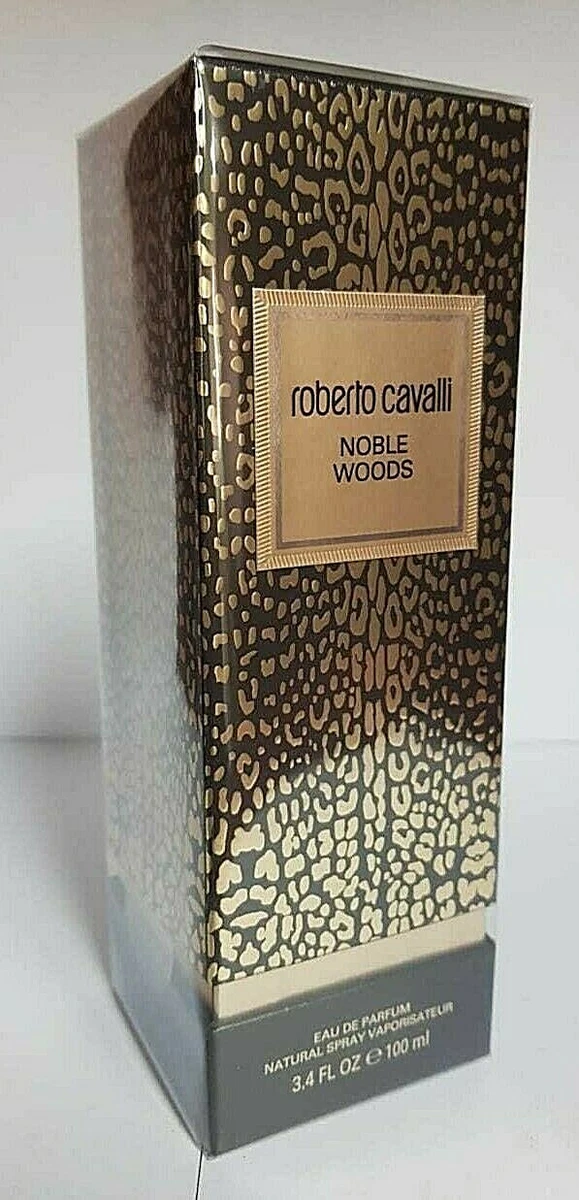 roberto cavalli
NOBLE
WOODS
EAU DE PARFUM
NATURAL SPRAY VAPORISATEUR
3.4 FL OZ ℮ 100 ml